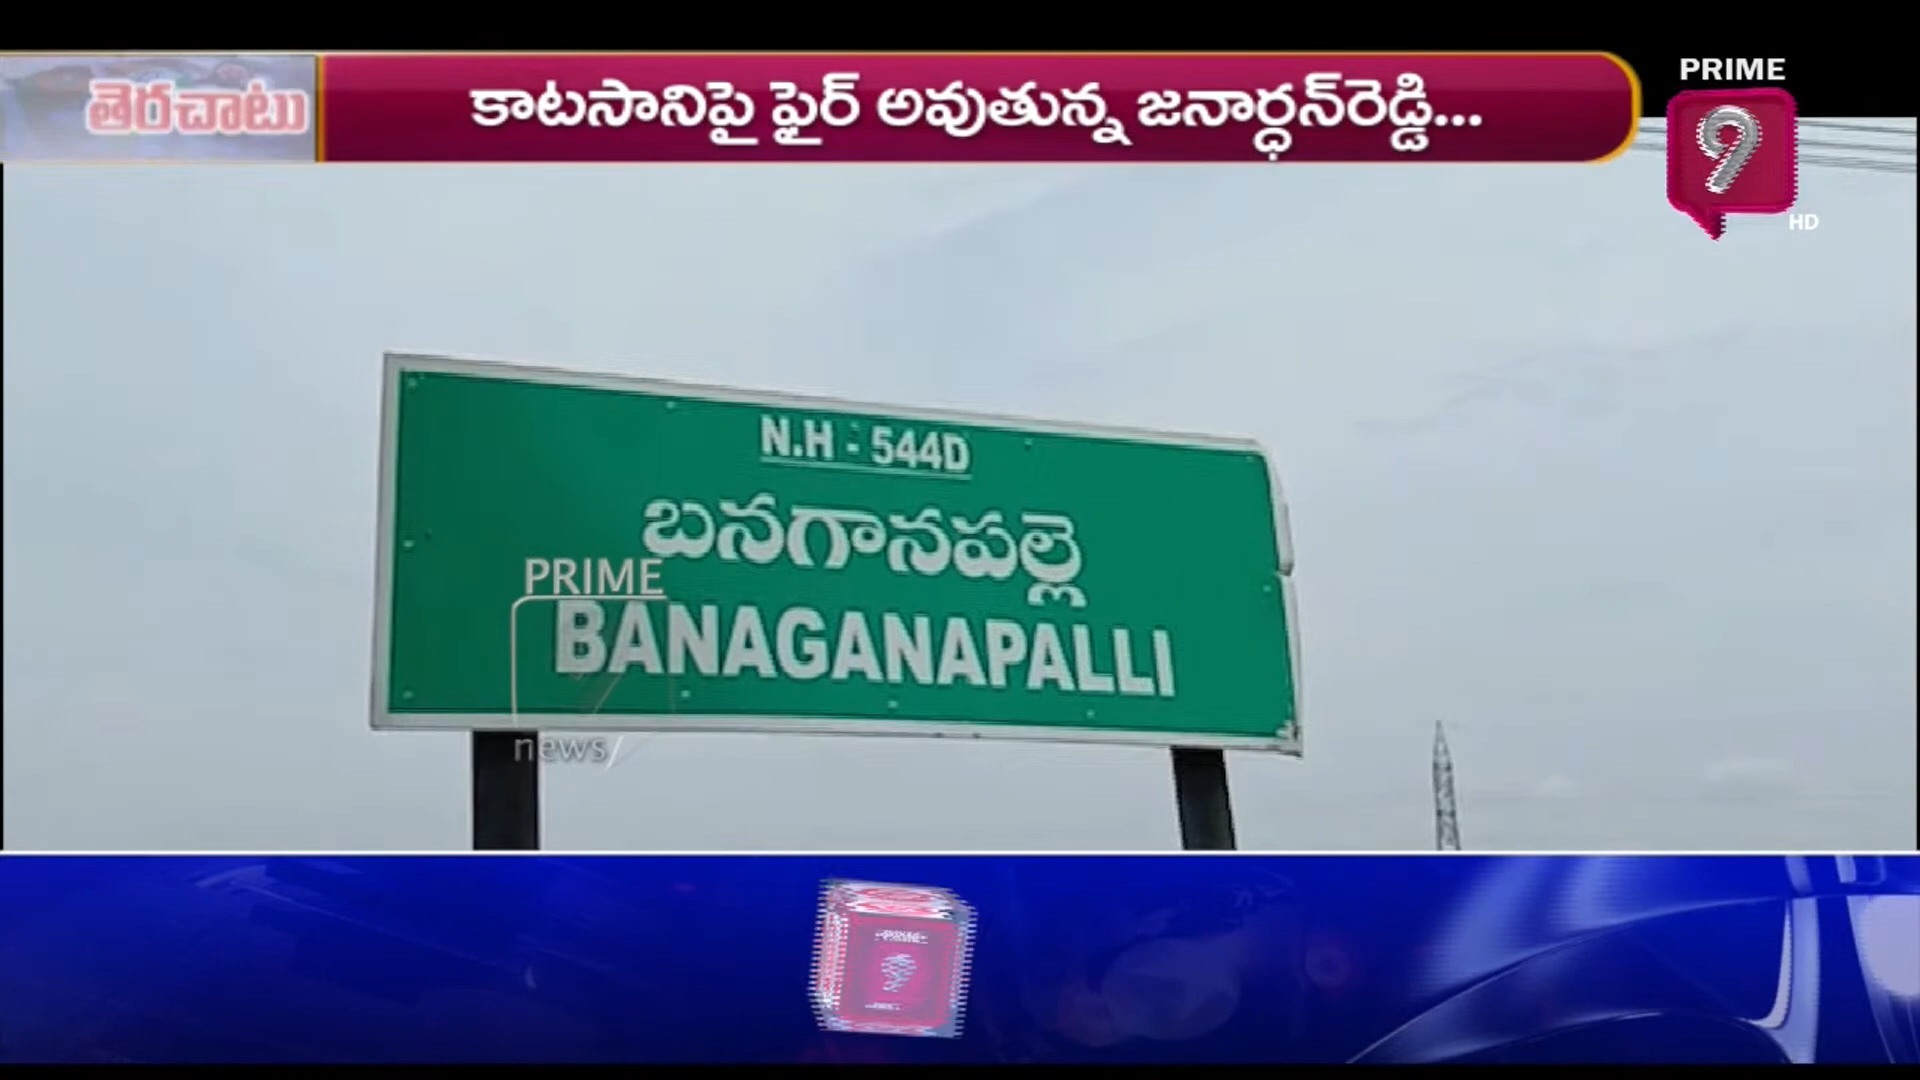 తెరచాటు
కాటసానిపై ఫైర్ అవుతున్న జనార్ధన్‌రెడ్డి...
PRIME
9
HD
N.H - 544D
బనగానపల్లె
PRIME
BANAGANAPALLI
news